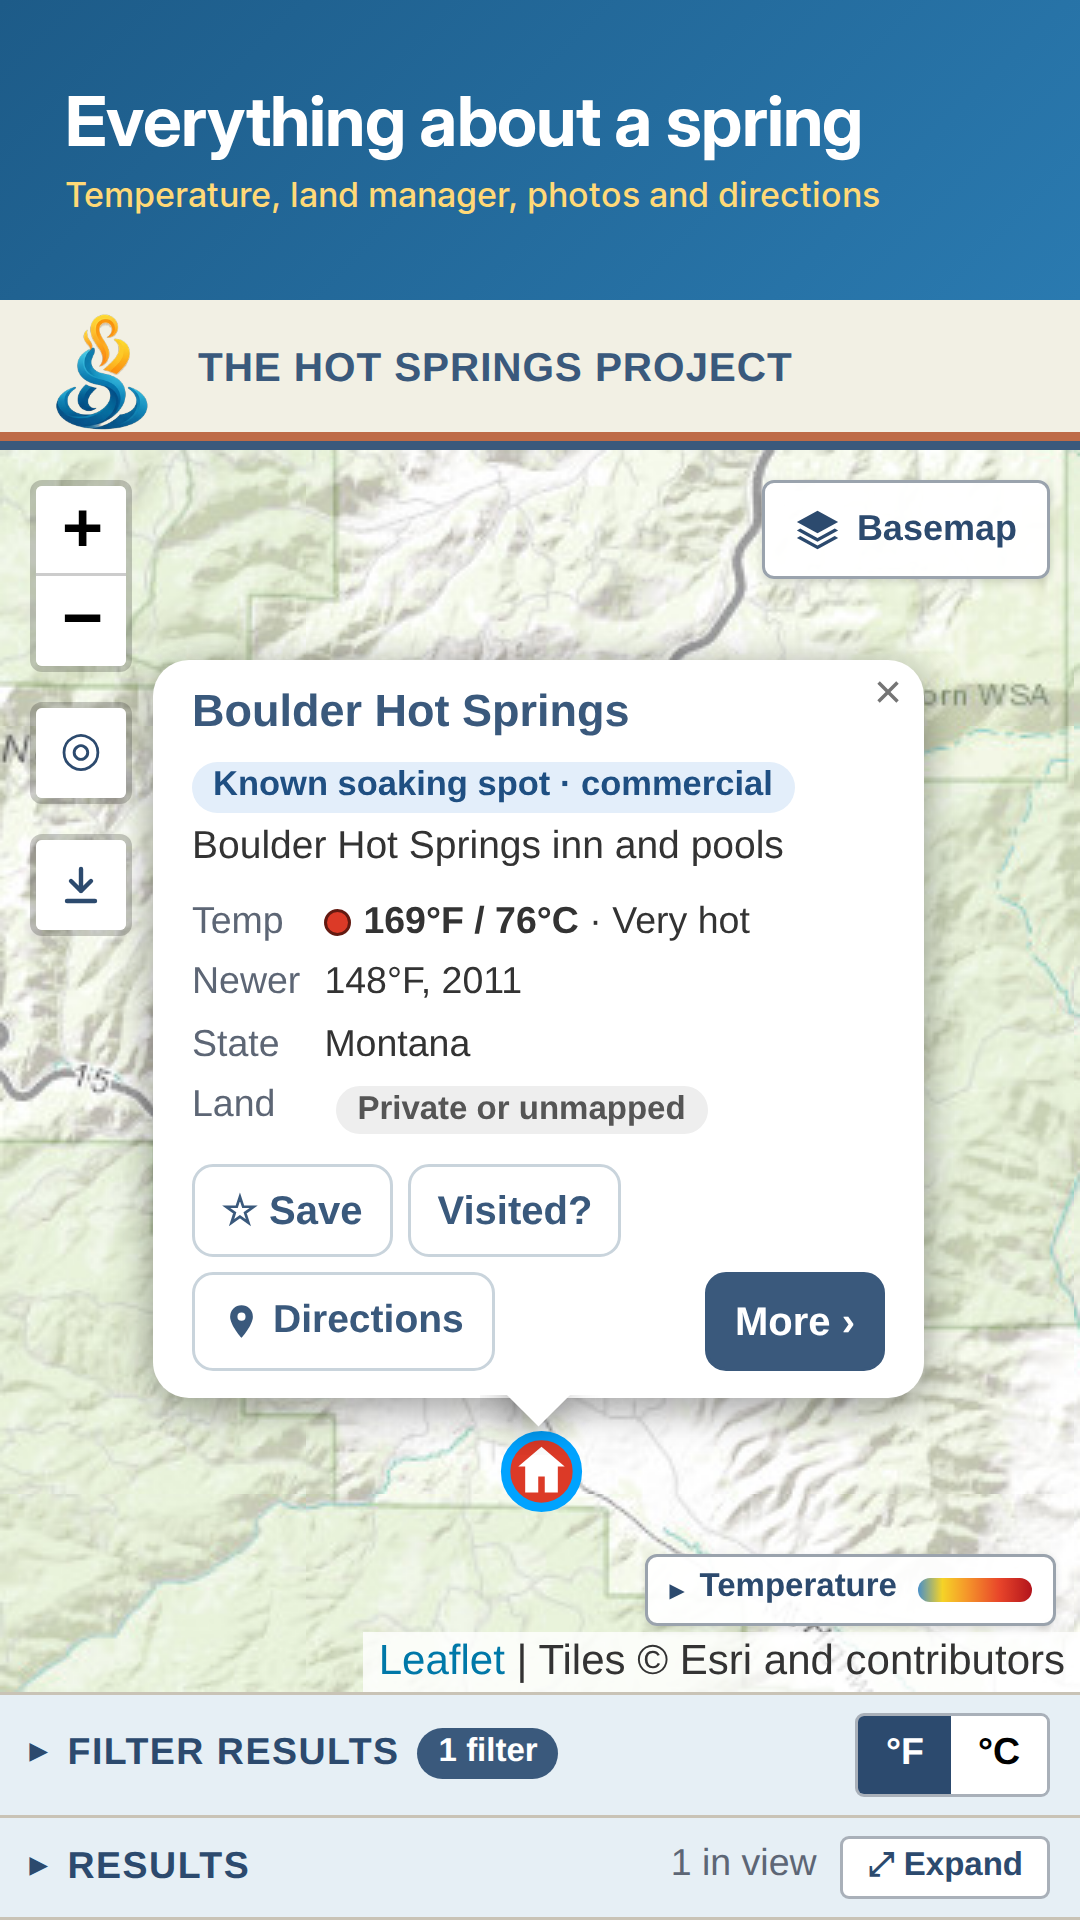 Everything about a spring
Temperature, land manager, photos and directions
THE HOT SPRINGS PROJECT
+
Basemap
−
orn WSA
N
Boulder Hot Springs
×
Known soaking spot · commercial
Boulder Hot Springs inn and pools
Temp 169°F / 76°C · Very hot
Newer 148°F, 2011
State Montana
15
Land Private or unmapped
☆ Save
Visited?
Directions
More ›
▸ Temperature
Leaflet | Tiles © Esri and contributors
▸ FILTER RESULTS 1 filter
°F °C
▸ RESULTS
1 in view
⤢ Expand